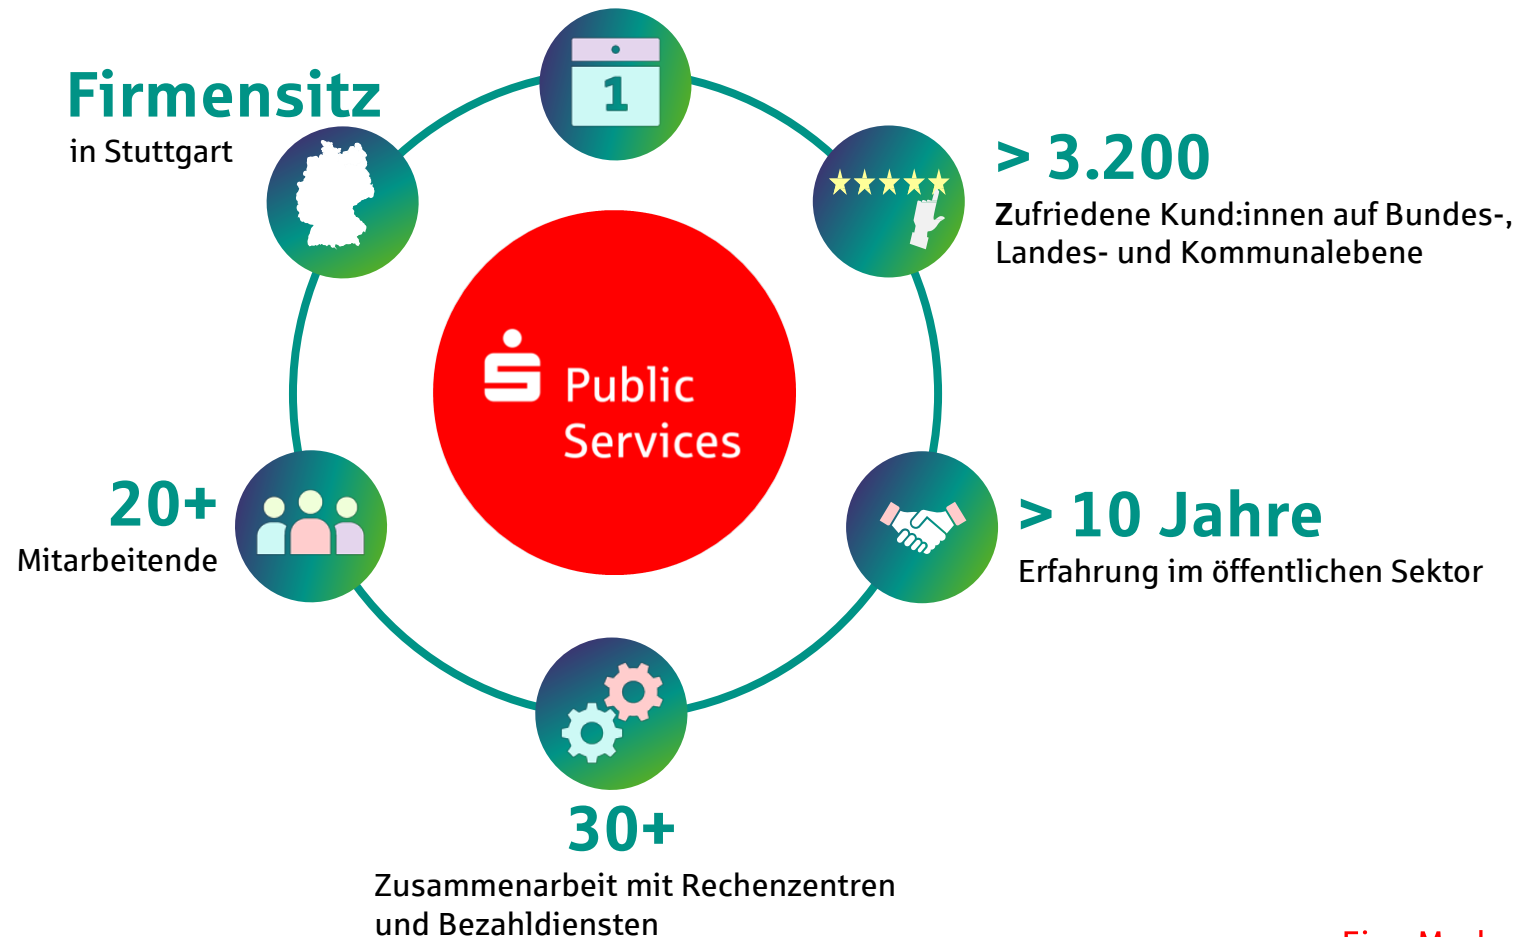 Firmensitz
in Stuttgart
1
> 3.200
Zufriedene Kund:innen auf Bundes-,
Landes- und Kommunalebene
Public
Services
20+
Mitarbeitende
> 10 Jahre
Erfahrung im öffentlichen Sektor
30+
Zusammenarbeit mit Rechenzentren
und Bezahldiensten